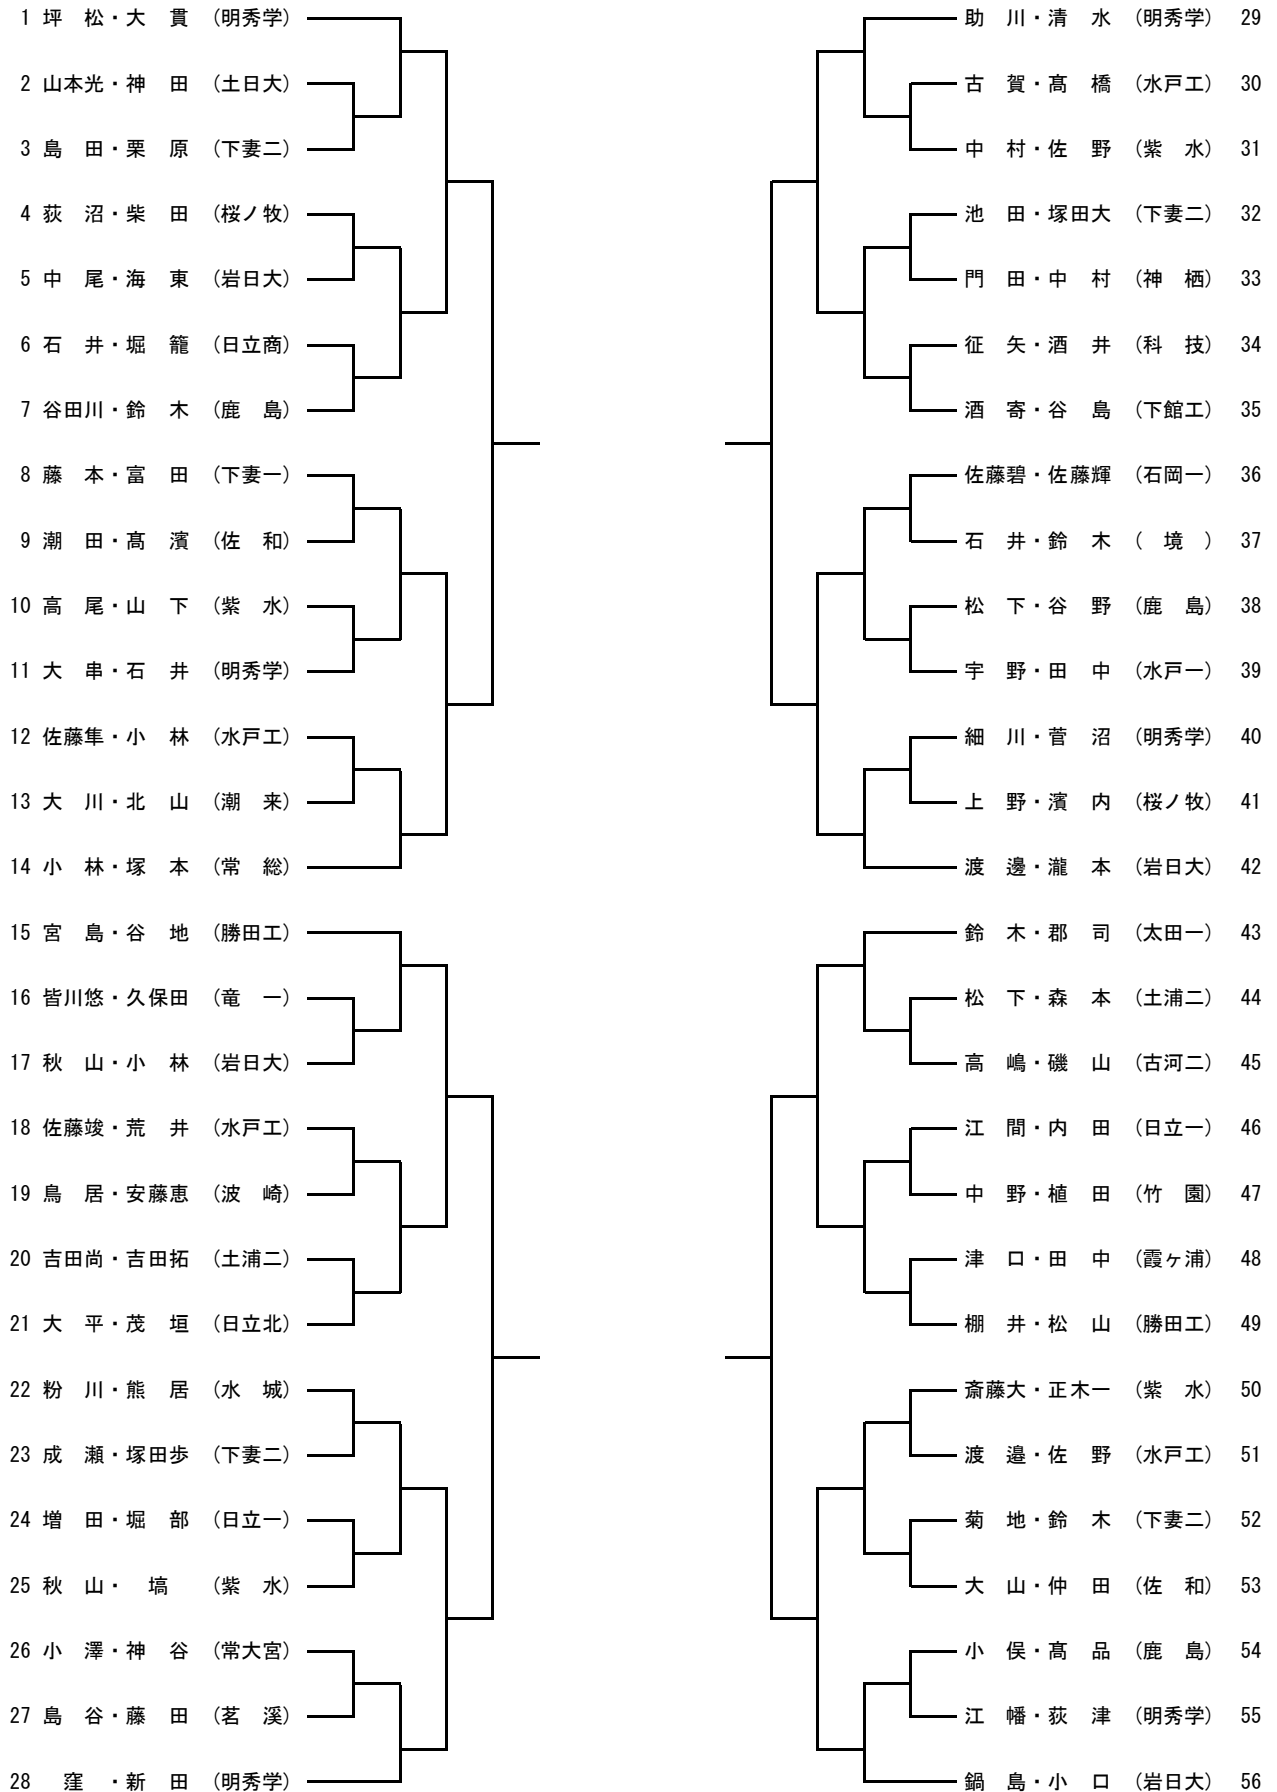 1 坪　松・大　貫 （明秀学）
2 山本光・神　田 （土日大）
3 島　田・栗　原 （下妻二）
4 荻　沼・柴　田 （桜ノ牧）
5 中　尾・海　東 （岩日大）
6 石　井・堀　籠 （日立商）
7 谷田川・鈴　木 （鹿　島）
8 藤　本・富　田 （下妻一）
9 潮　田・髙　濱 （佐　和）
10 高　尾・山　下 （紫　水）
11 大　串・石　井 （明秀学）
12 佐藤隼・小　林 （水戸工）
13 大　川・北　山 （潮　来）
14 小　林・塚　本 （常　総）
15 宮　島・谷　地 （勝田工）
16 皆川悠・久保田 （竜　一）
17 秋　山・小　林 （岩日大）
18 佐藤竣・荒　井 （水戸工）
19 鳥　居・安藤恵 （波　崎）
20 吉田尚・吉田拓 （土浦二）
21 大　平・茂　垣 （日立北）
22 粉　川・熊　居 （水　城）
23 成　瀬・塚田歩 （下妻二）
24 増　田・堀　部 （日立一）
25 秋　山・　塙　 （紫　水）
26 小　澤・神　谷 （常大宮）
27 島　谷・藤　田 （茗　溪）
28 　窪　・新　田 （明秀学）
助　川・清　水 （明秀学） 29
古　賀・髙　橋 （水戸工） 30
中　村・佐　野 （紫　水） 31
池　田・塚田大 （下妻二） 32
門　田・中　村 （神　栖） 33
征　矢・酒　井 （科　技） 34
酒　寄・谷　島 （下館工） 35
佐藤碧・佐藤輝 （石岡一） 36
石　井・鈴　木 （　境　） 37
松　下・谷　野 （鹿　島） 38
宇　野・田　中 （水戸一） 39
細　川・菅　沼 （明秀学） 40
上　野・濱　内 （桜ノ牧） 41
渡　邊・瀧　本 （岩日大） 42
鈴　木・郡　司 （太田一） 43
松　下・森　本 （土浦二） 44
高　嶋・磯　山 （古河二） 45
江　間・内　田 （日立一） 46
中　野・植　田 （竹　園） 47
津　口・田　中 （霞ヶ浦） 48
棚　井・松　山 （勝田工） 49
斎藤大・正木一 （紫　水） 50
渡　邉・佐　野 （水戸工） 51
菊　地・鈴　木 （下妻二） 52
大　山・仲　田 （佐　和） 53
小　俣・髙　品 （鹿　島） 54
江　幡・荻　津 （明秀学） 55
鍋　島・小　口 （岩日大） 56